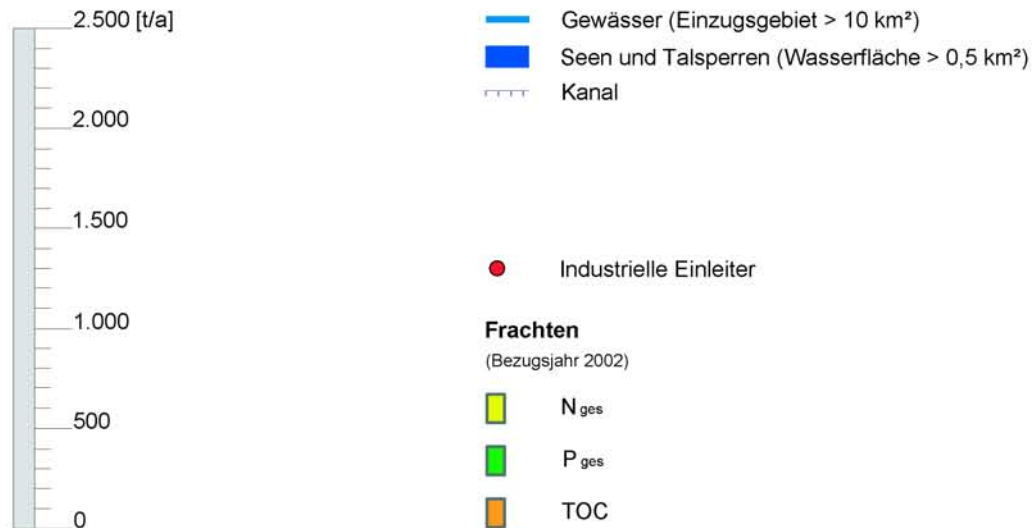 2.500 [t/a]
2.000
1.500
1.000
500
0
Gewässer (Einzugsgebiet > 10 km²)
Seen und Talsperren (Wasserfläche > 0,5 km²)
Kanal
Industrielle Einleiter
Frachten
(Bezugsjahr 2002)
N ges
P ges
TOC